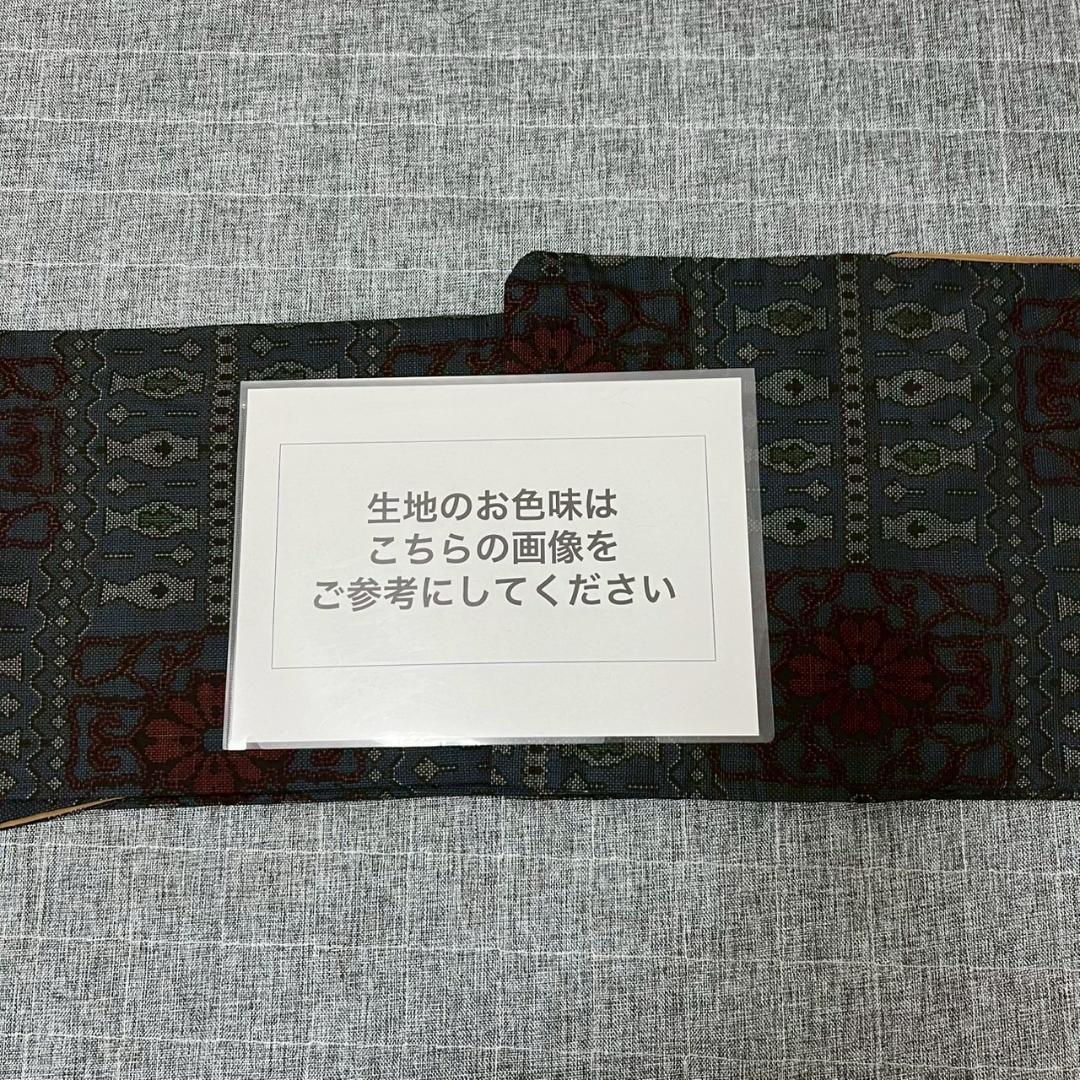 生地のお色味は
こちらの画像を
ご参考にしてください